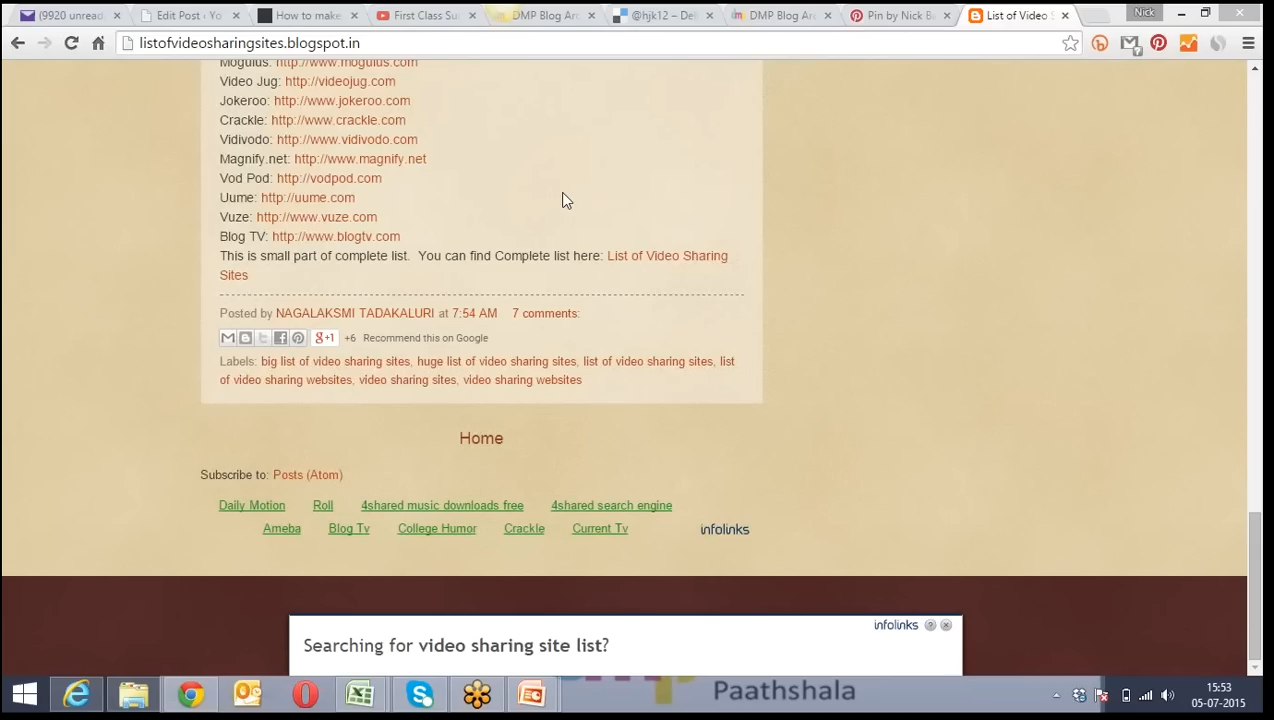 (9920 unread
Edit Post ‹ Yo
How to make
First Class Su
DMP Blog An
@hjk12 – Deli
DMP Blog An
Pin by Nick B
List of Video S
Nick
listofvideosharingsites.blogspot.in
Mogulus: http://www.mogulus.com
Video Jug: http://videojug.com
Jokeroo: http://www.jokeroo.com
Crackle: http://www.crackle.com
Vidivodo: http://www.vidivodo.com
Magnify.net: http://www.magnify.net
Vod Pod: http://vodpod.com
Uume: http://uume.com
Vuze: http://www.vuze.com
Blog TV: http://www.blogtv.com
This is small part of complete list. You can find Complete list here: List of Video Sharing
Sites
Posted by NAGALAKSMI TADAKALURI at 7:54 AM 7 comments:
g+1 +6 Recommend this on Google
Labels: big list of video sharing sites, huge list of video sharing sites, list of video sharing sites, list
of video sharing websites, video sharing sites, video sharing websites
Home
Subscribe to: Posts (Atom)
Daily Motion Roll 4shared music downloads free 4shared search engine
Ameba Blog Tv College Humor Crackle Current Tv infolinks
infolinks
Searching for video sharing site list?
Paathshala
15:53
05-07-2015